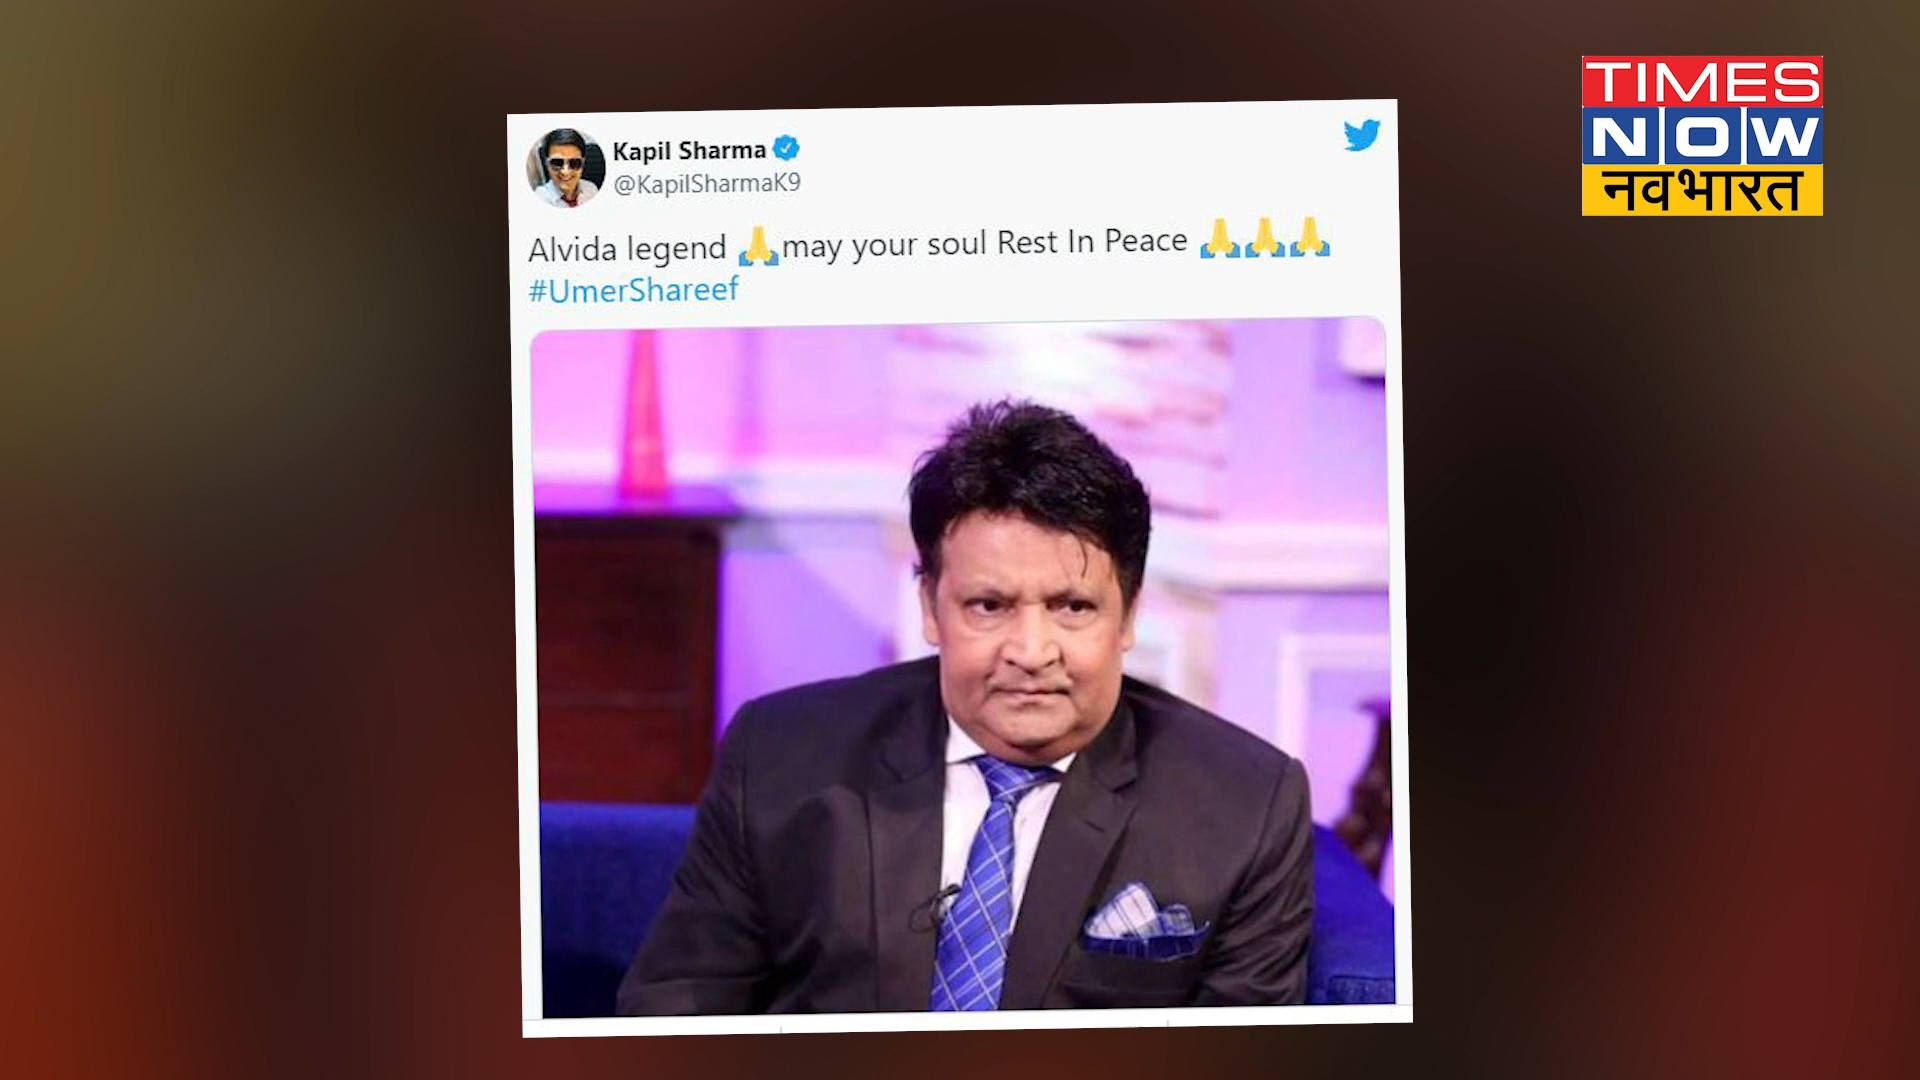 TIMES
NOW
नवभारत
Kapil Sharma
@KapilSharmaK9
Alvida legend 🙏may your soul Rest In Peace 🙏🙏🙏
#UmerShareef